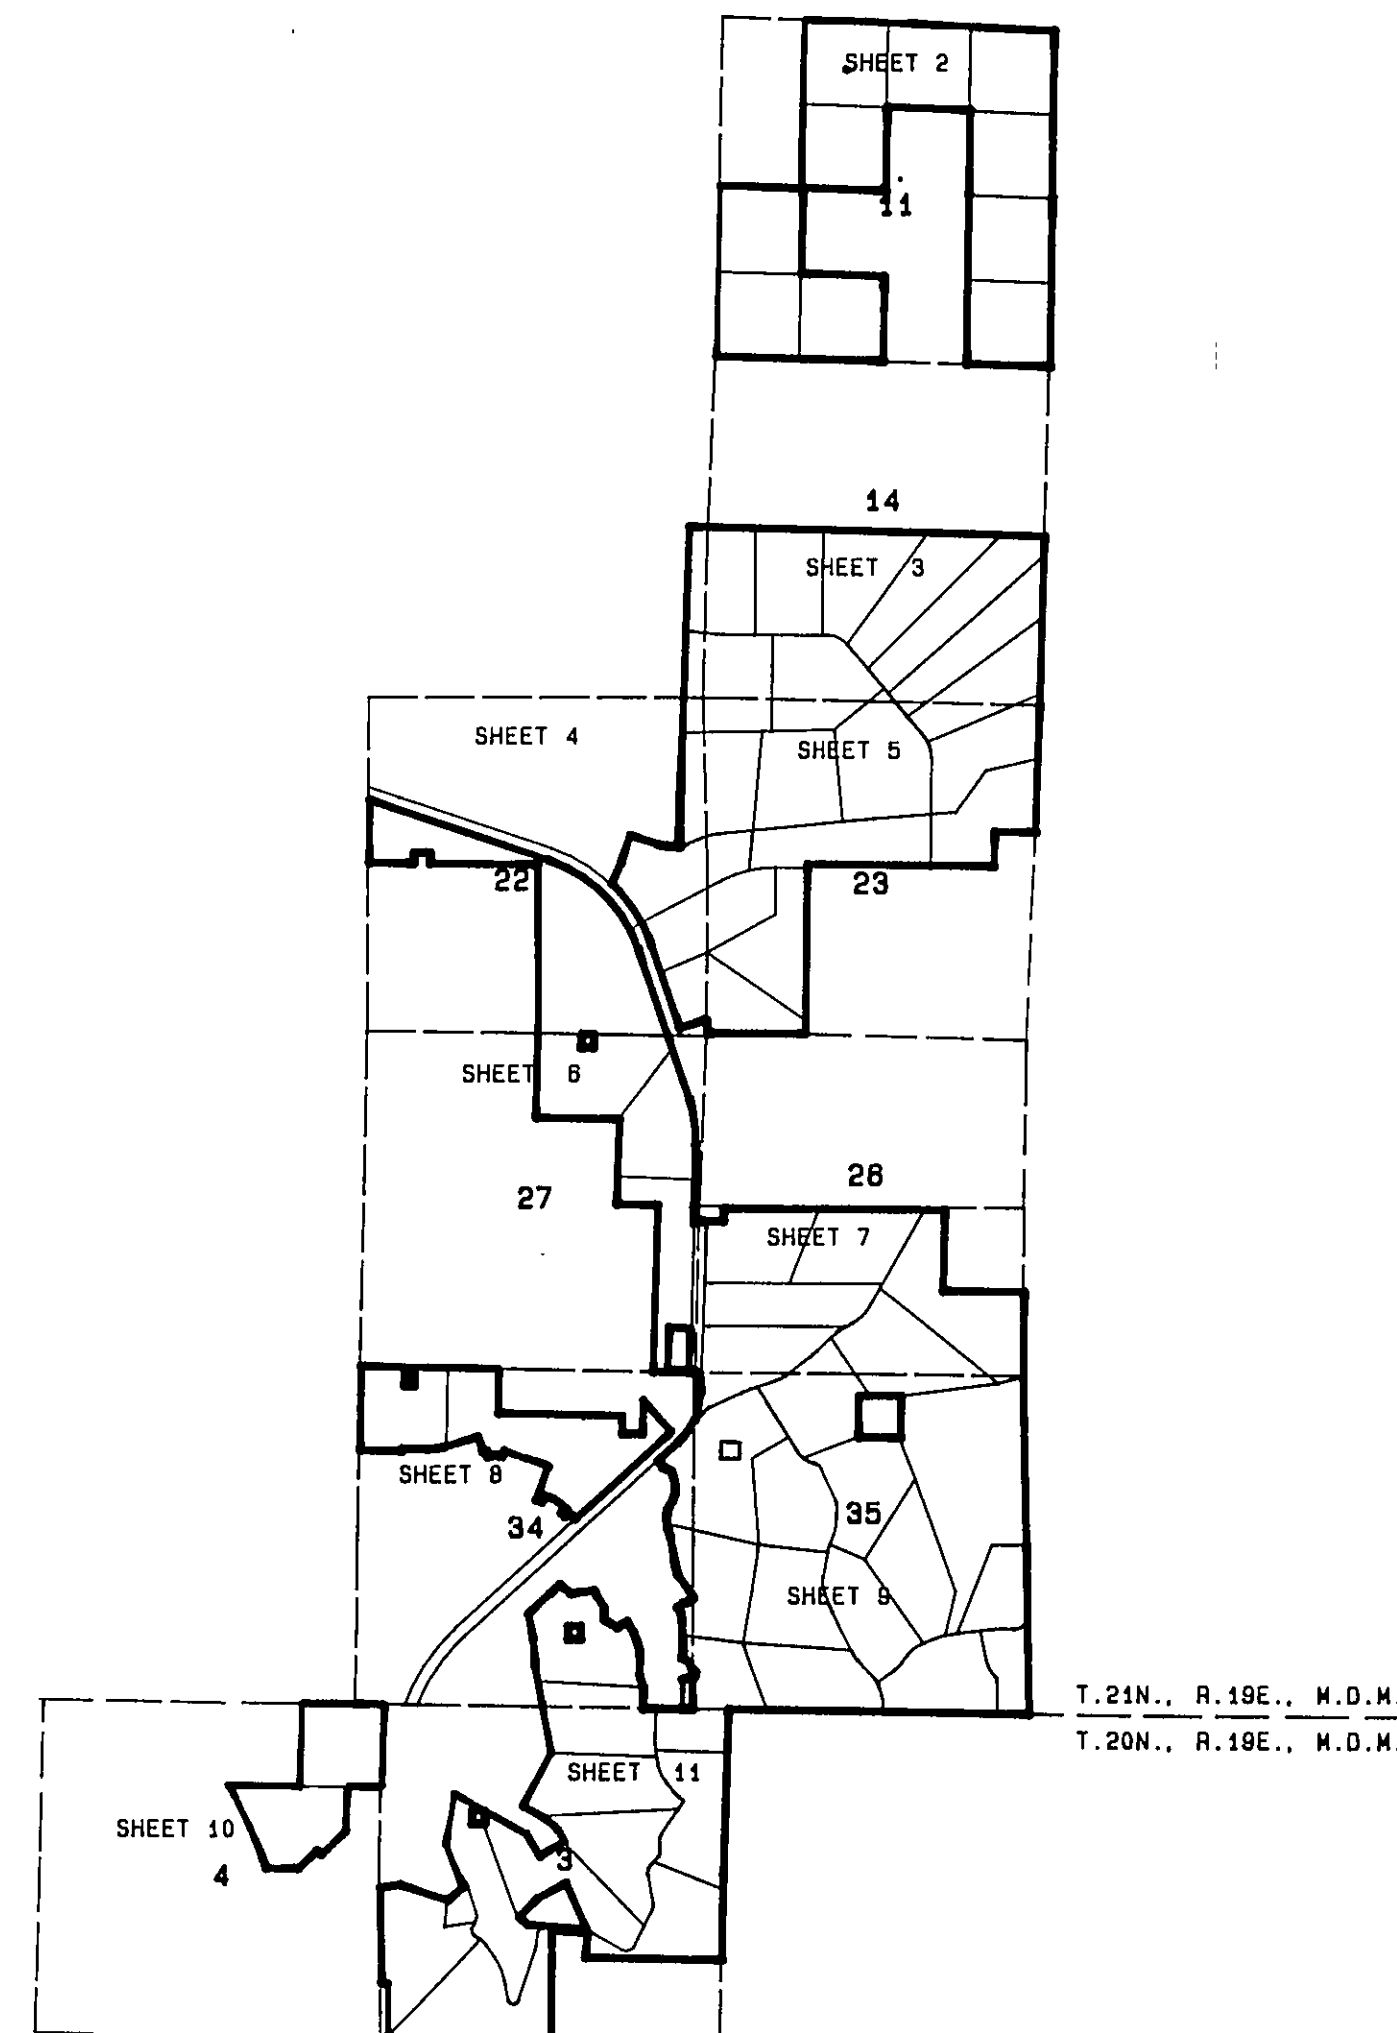 SHEET 2
11
14
SHEET 3
SHEET 4
SHEET 5
22
23
SHEET 6
26
27
SHEET 7
SHEET 8
35
34
SHEET 9
T.21N., R.19E., M.D.M.
T.20N., R.19E., M.D.M.
SHEET 11
SHEET 10
3
4